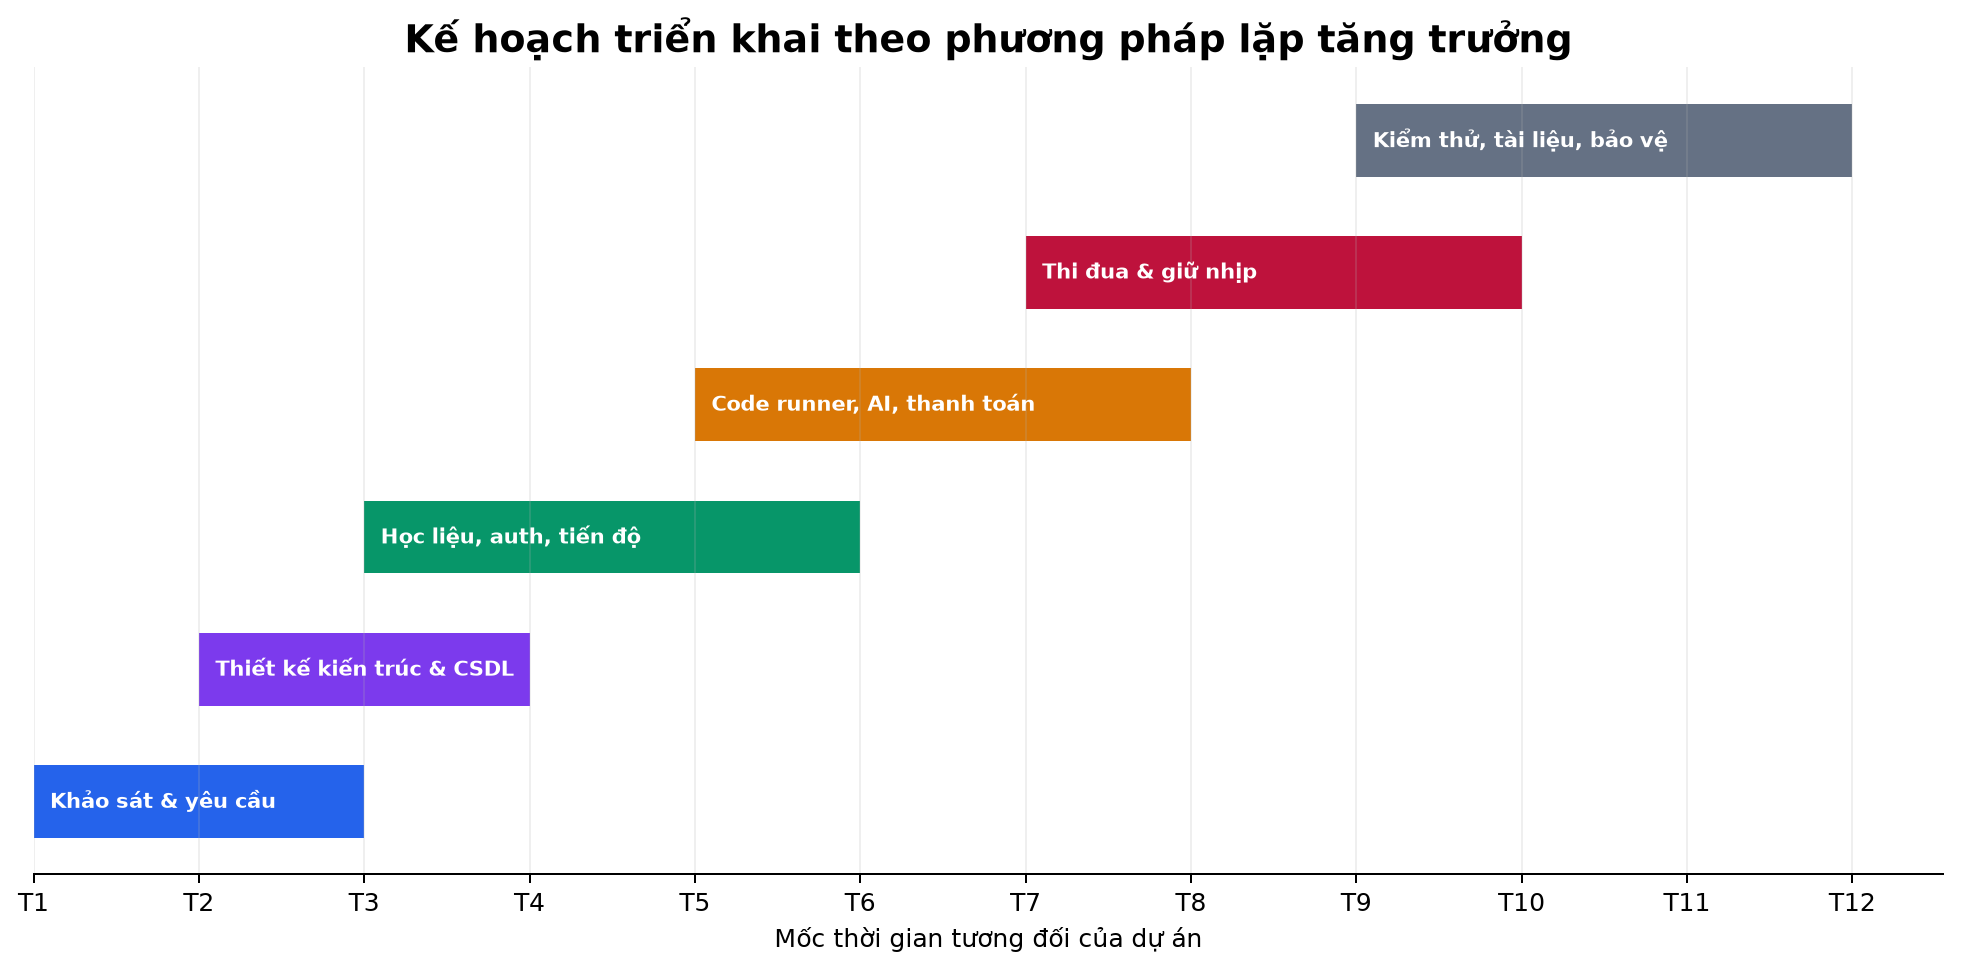 Kế hoạch triển khai theo phương pháp lặp tăng trưởng
Kiểm thử, tài liệu, bảo vệ
Thi đua & giữ nhịp
Code runner, AI, thanh toán
Học liệu, auth, tiến độ
Thiết kế kiến trúc & CSDL
Khảo sát & yêu cầu
T1 T2 T3 T4 T5 T6 T7 T8 T9 T10 T11 T12
Mốc thời gian tương đối của dự án